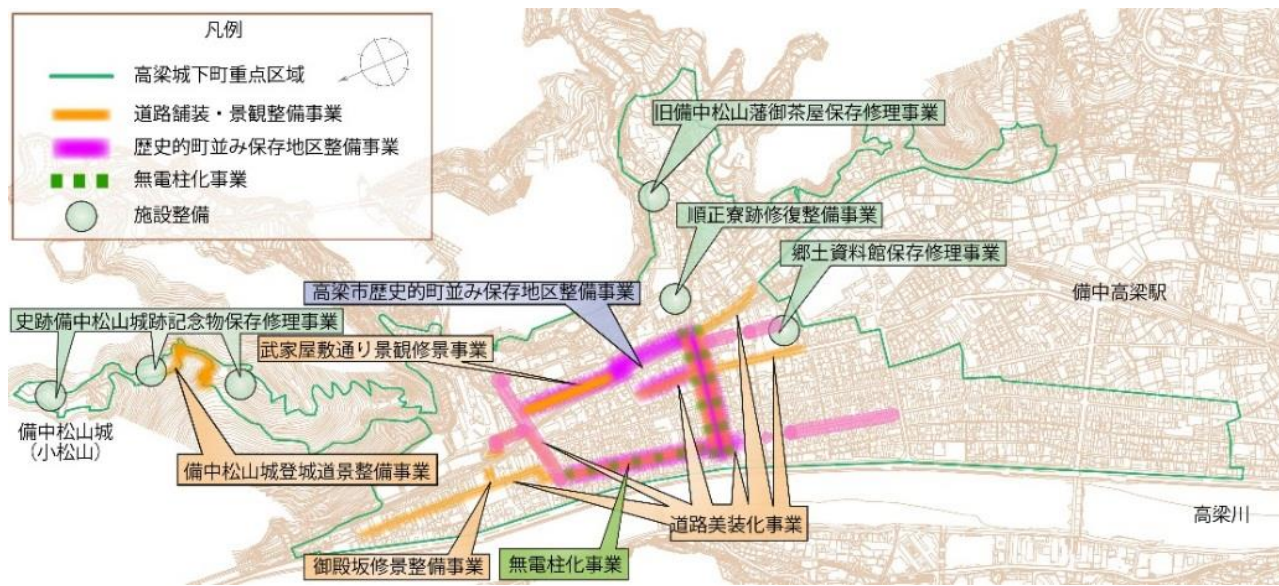 凡例
高梁城下町重点区域
道路舗装・景観整備事業
歴史的町並み保存地区整備事業
無電柱化事業
施設整備
旧備中松山藩御茶屋保存修理事業
順正寮跡修復整備事業
郷土資料館保存修理事業
備中高梁駅
高梁市歴史的町並み保存地区整備事業
史跡備中松山城跡記念物保存修理事業
武家屋敷通り景観修景事業
備中松山城
(小松山)
備中松山城登城道景整備事業
道路美装化事業
高梁川
御殿坂修景整備事業
無電柱化事業